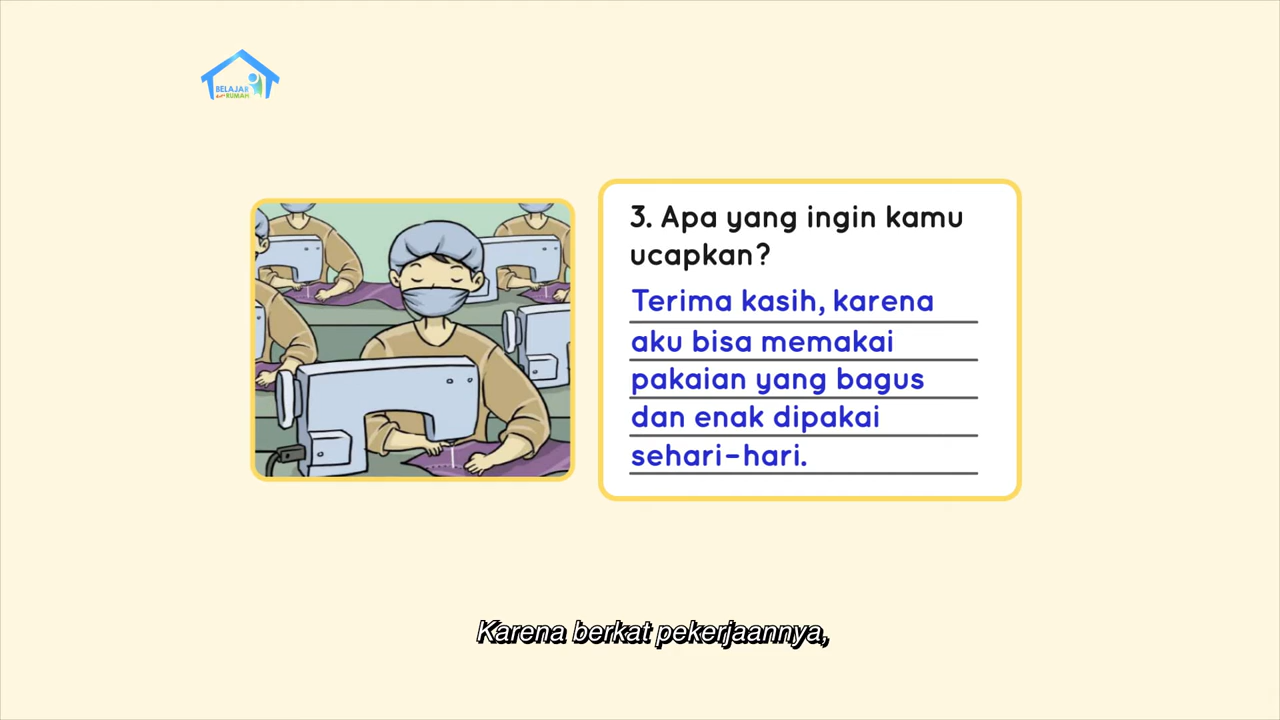 BELAJAR
dari RUMAH
3. Apa yang ingin kamu
ucapkan?
Terima kasih, karena
aku bisa memakai
pakaian yang bagus
dan enak dipakai
sehari-hari.
Karena berkat pekerjaannya,